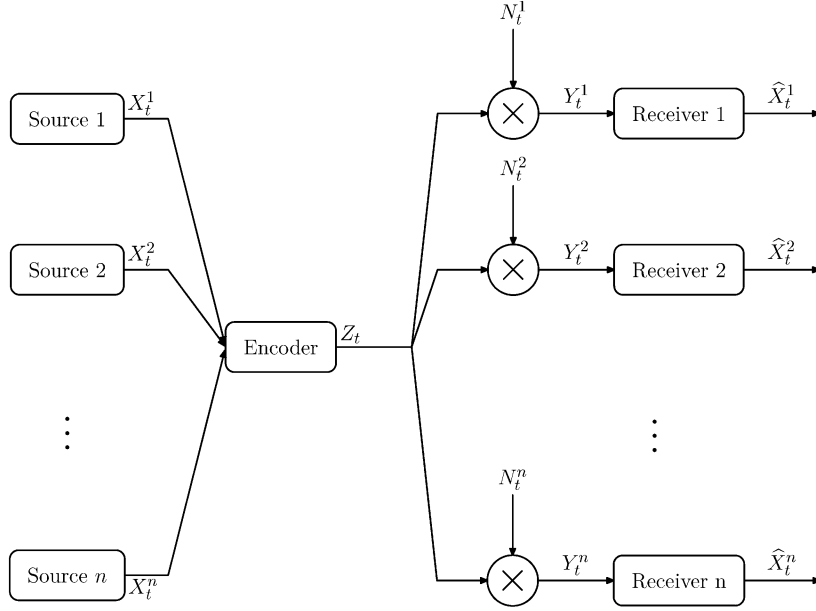 N_t^1
Source 1
X_t^1
Y_t^1
Receiver 1
\widehat{X}_t^1
N_t^2
Source 2
X_t^2
Y_t^2
Receiver 2
\widehat{X}_t^2
Encoder
Z_t
⋮
⋮
N_t^n
Source n
X_t^n
Y_t^n
Receiver n
\widehat{X}_t^n